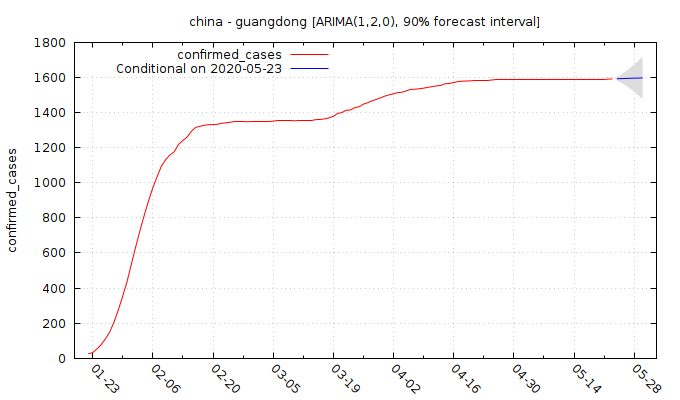 china - guangdong [ARIMA(1,2,0), 90% forecast interval]
confirmed_cases
Conditional on 2020-05-23
confirmed_cases
1800
1600
1400
1200
1000
800
600
400
200
0
01-23 02-06 02-20 03-05 03-19 04-02 04-16 04-30 05-14 05-28